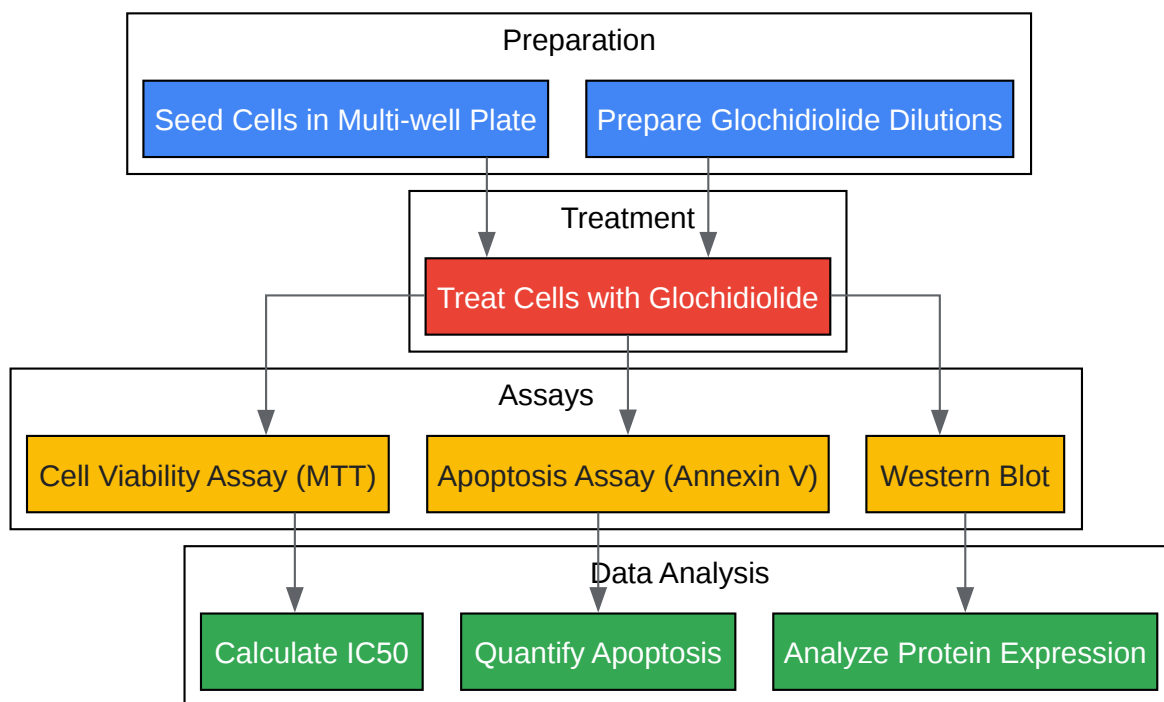 Preparation
Seed Cells in Multi-well Plate
Prepare Glochidiolide Dilutions
Treatment
Treat Cells with Glochidiolide
Assays
Cell Viability Assay (MTT)
Apoptosis Assay (Annexin V)
Western Blot
Data Analysis
Calculate IC50
Quantify Apoptosis
Analyze Protein Expression